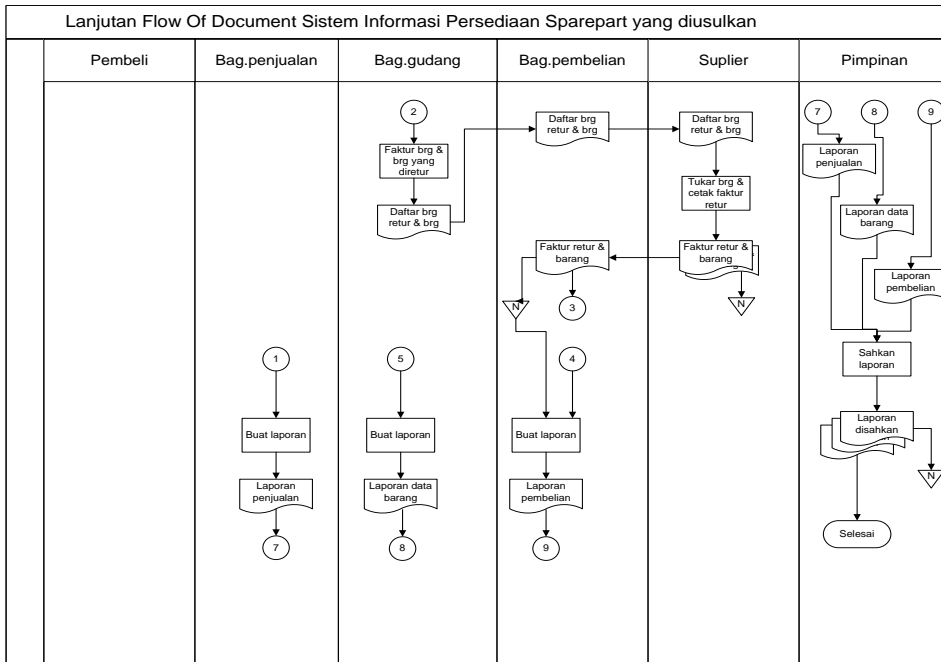 Lanjutan Flow Of Document Sistem Informasi Persediaan Sparepart yang diusulkan
Pembeli
Bag.penjualan
Bag.gudang
Bag.pembelian
Suplier
Pimpinan
1
Buat laporan
Laporan
penjualan
7
2
Faktur brg &
brg yang
diretur
Daftar brg
retur & brg
5
Buat laporan
Laporan data
barang
8
Daftar brg
retur & brg
Faktur retur &
barang
N
3
4
Buat laporan
Laporan
pembelian
9
Daftar brg
retur & brg
Tukar brg &
cetak faktur
retur
Faktur retur &
barang
N
7
8
9
Laporan
penjualan
Laporan data
barang
Laporan
pembelian
Sahkan
laporan
Laporan
disahkan
N
Selesai